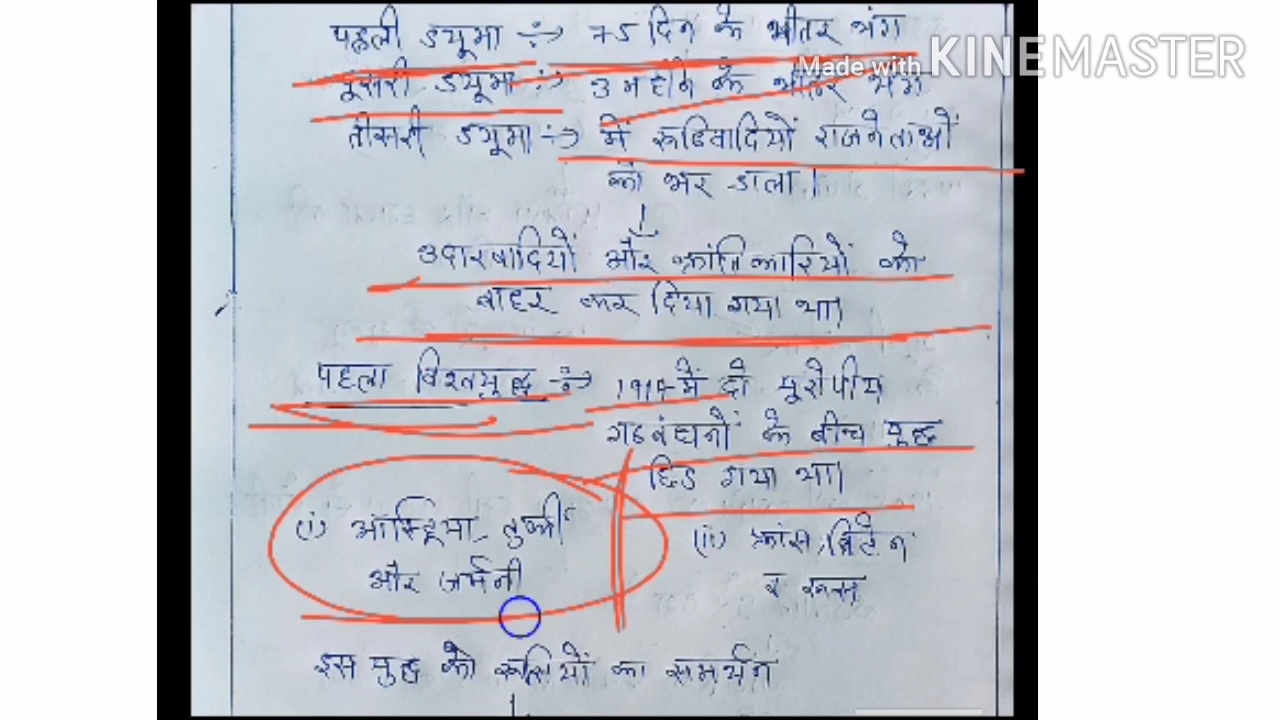 पहली ड्यूमा ÷→ 75 दिन के भीतर भंग
Made with KINEMASTER
दूसरी ड्यूमा ÷→ 3 महीने के भीतर भंग
तीसरी ड्यूमा ÷→ में रूढिवादियों राजनेताओं
को भर डाला।
↓
उदारवादियों और क्रांतिकारियों को
बाहर कर दिया गया था।
पहला विश्वयुद्ध ÷→ 1914 में दो यूरोपीय
गठबंधनों के बीच युद्ध
छिड गया था।
(i) ऑस्ट्रिया, तुर्की
और जर्मनी
(ii) फ्रांस, ब्रिटेन
व रूस
इस युद्ध को रूसियों का समर्थन